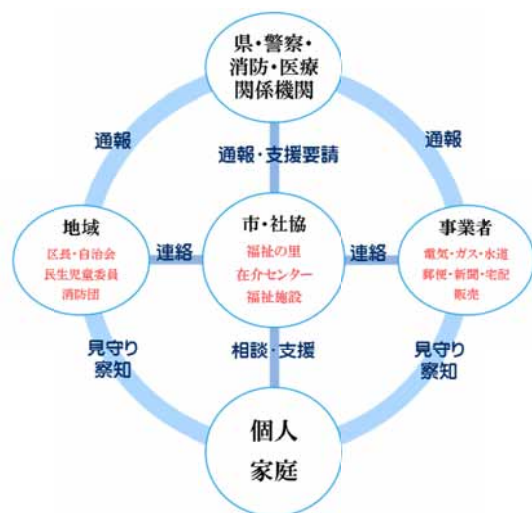 県・警察・
消防・医療
関係機関
通報
通報
通報・支援要請
地域
区長・自治会
民生児童委員
消防団
連絡
市・社協
福祉の里
在介センター
福祉施設
連絡
事業者
電気・ガス・水道
郵便・新聞・宅配
販売
見守り
察知
相談・支援
見守り
察知
個人
家庭